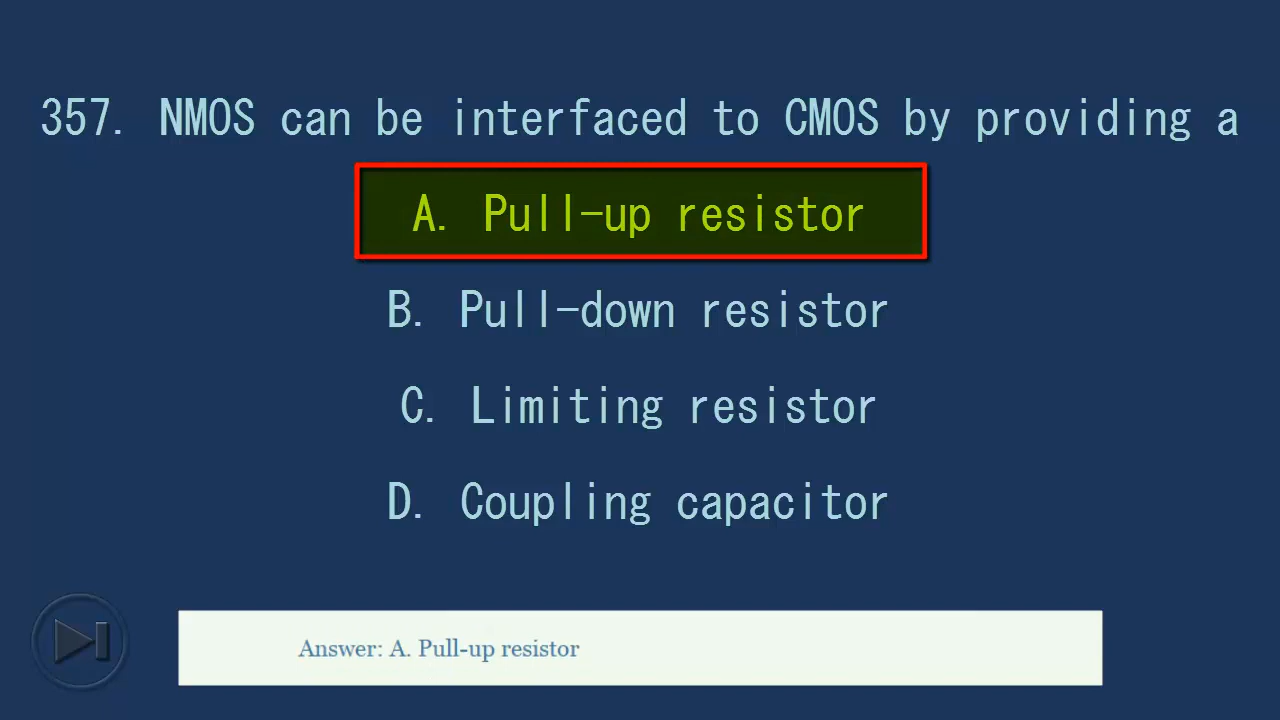 357. NMOS can be interfaced to CMOS by providing a
A. Pull-up resistor
B. Pull-down resistor
C. Limiting resistor
D. Coupling capacitor
Answer: A. Pull-up resistor